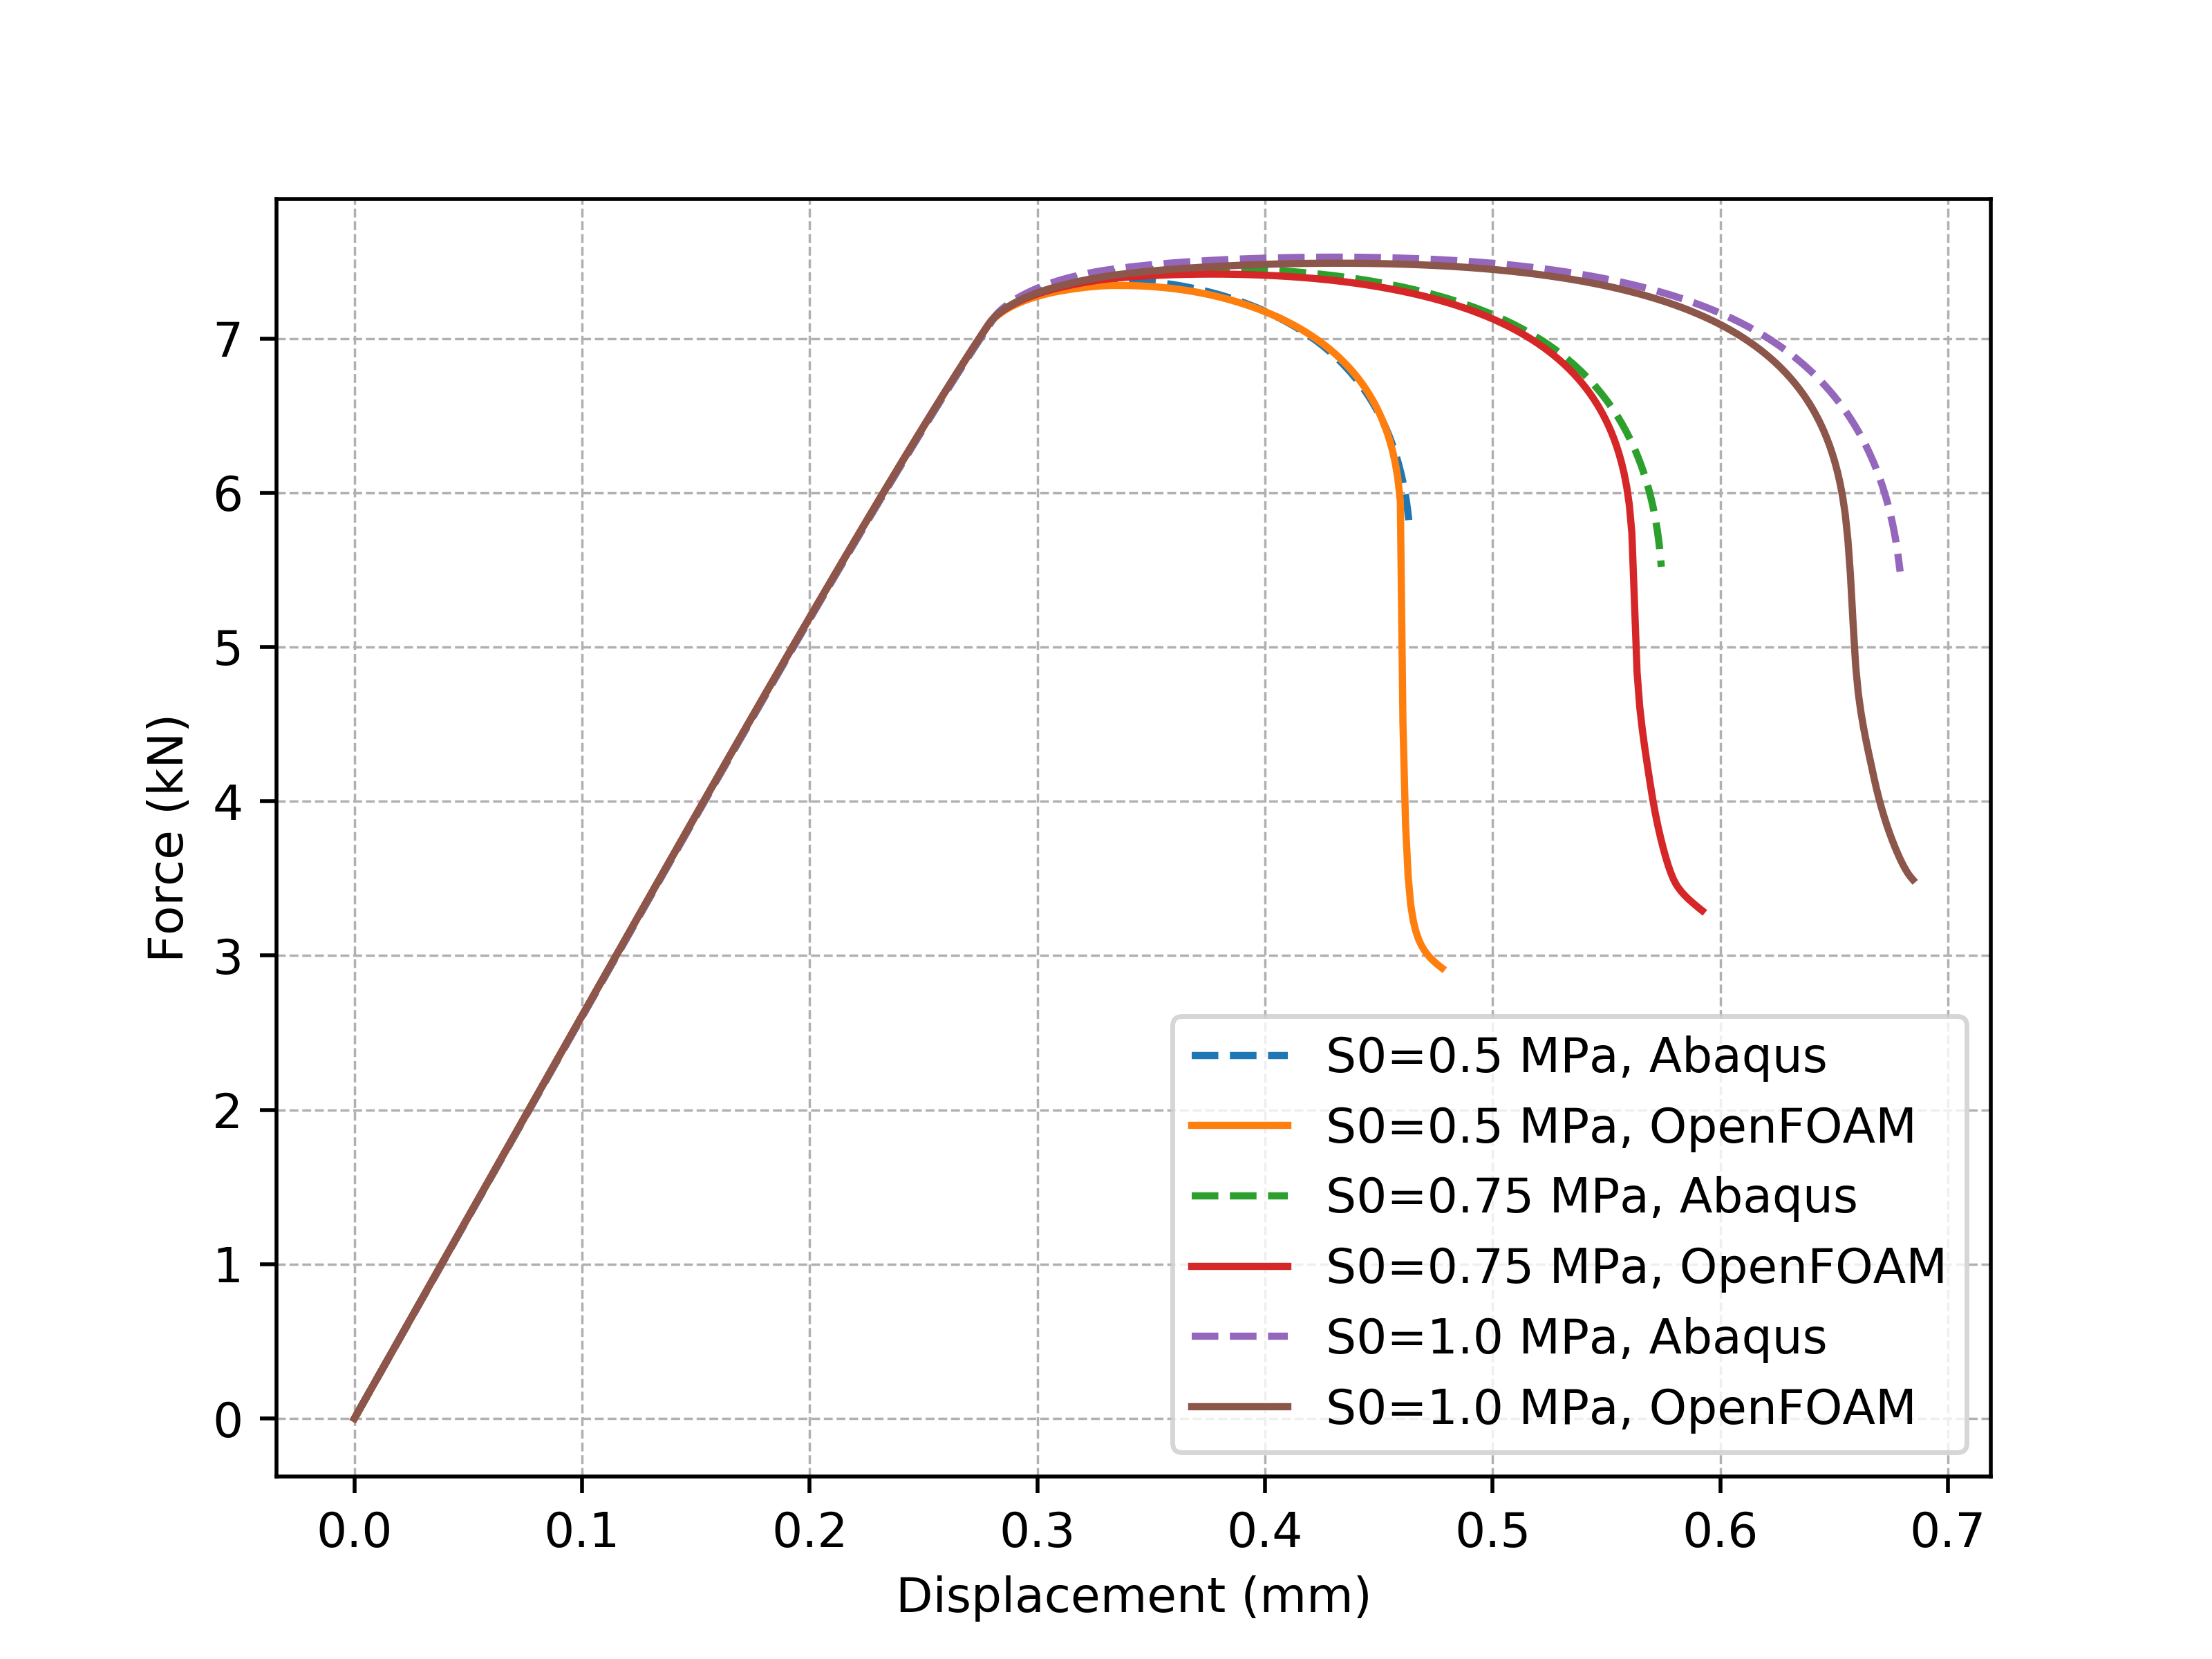 7
6
5
4
3
2
1
0
Force (kN)
S0=0.5 MPa, Abaqus
S0=0.5 MPa, OpenFOAM
S0=0.75 MPa, Abaqus
S0=0.75 MPa, OpenFOAM
S0=1.0 MPa, Abaqus
S0=1.0 MPa, OpenFOAM
0.0 0.1 0.2 0.3 0.4 0.5 0.6 0.7
Displacement (mm)